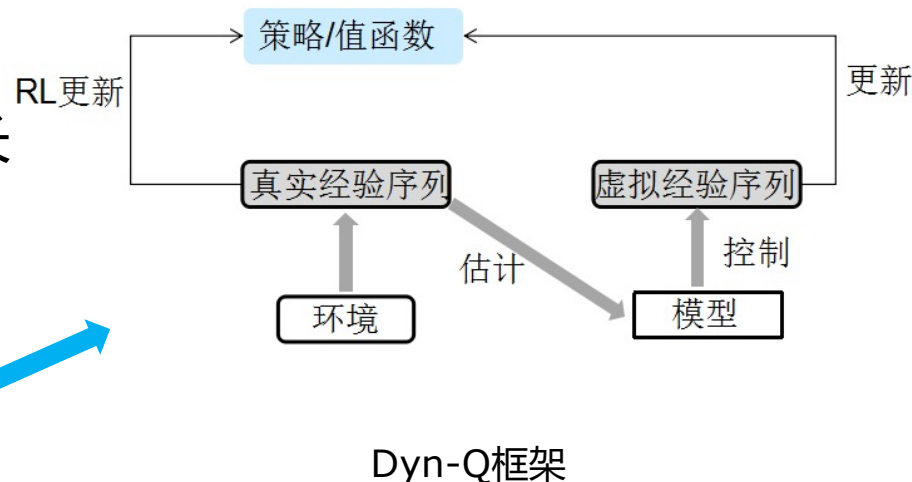 策略/值函数
RL更新
更新
真实经验序列
虚拟经验序列
估计
控制
环境
模型
Dyn-Q框架